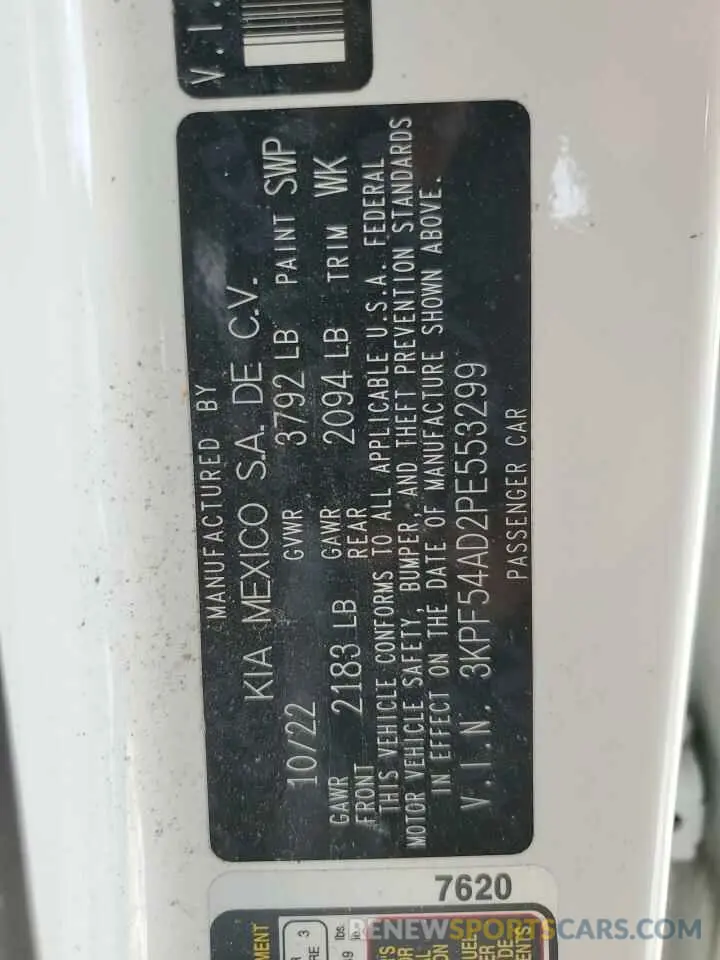 V.I.
MANUFACTURED BY
KIA MEXICO S.A. DE C.V.
10/22 GVWR 3792 LB PAINT SWP
GAWR FRONT 2183 LB GAWR REAR 2094 LB TRIM WK
THIS VEHICLE CONFORMS TO ALL APPLICABLE U.S.A. FEDERAL
MOTOR VEHICLE SAFETY, BUMPER, AND THEFT PREVENTION STANDARDS
IN EFFECT ON THE DATE OF MANUFACTURE SHOWN ABOVE.
V.I.N. 3KPF54AD2PE553299
PASSENGER CAR
7620
RENEWSPORTSCARS.COM